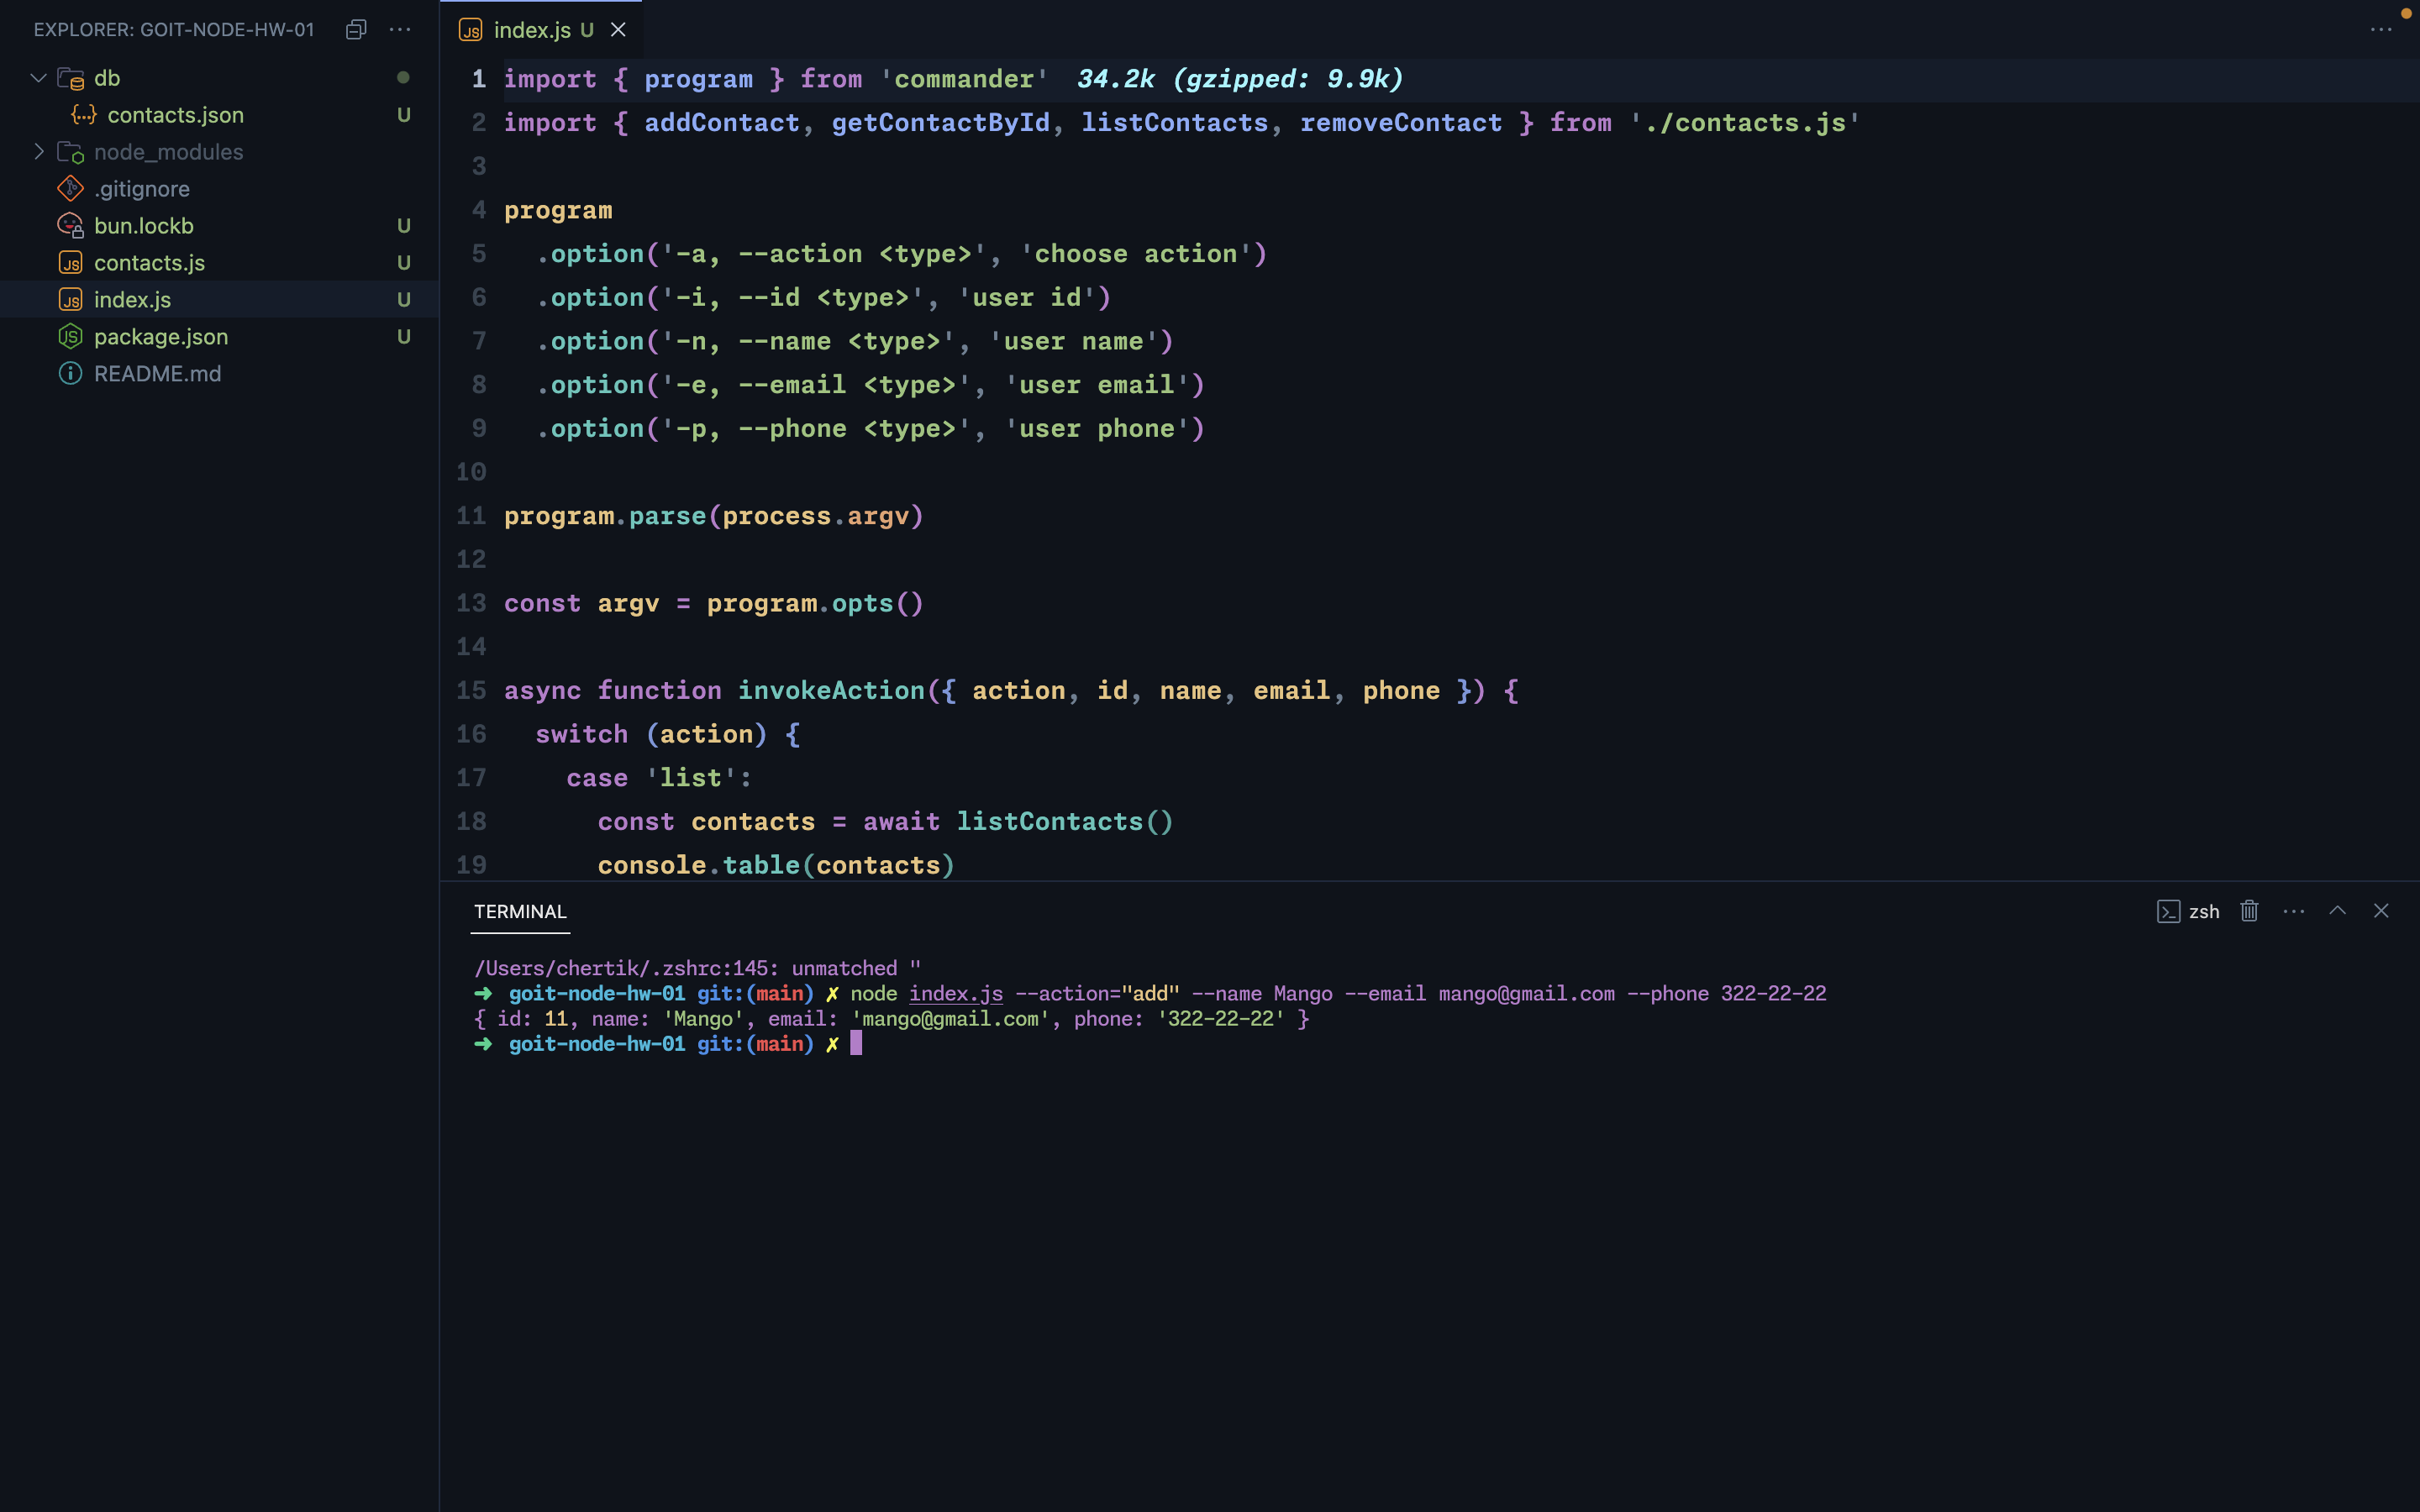 EXPLORER: GOIT-NODE-HW-01
db
contacts.json U
node_modules
.gitignore
bun.lockb U
contacts.js U
index.js U
package.json U
README.md
index.js U
1 import { program } from 'commander' 34.2k (gzipped: 9.9k)
2 import { addContact, getContactById, listContacts, removeContact } from './contacts.js'
3
4 program
5 .option('-a, --action <type>', 'choose action')
6 .option('-i, --id <type>', 'user id')
7 .option('-n, --name <type>', 'user name')
8 .option('-e, --email <type>', 'user email')
9 .option('-p, --phone <type>', 'user phone')
10
11 program.parse(process.argv)
12
13 const argv = program.opts()
14
15 async function invokeAction({ action, id, name, email, phone }) {
16 switch (action) {
17 case 'list':
18 const contacts = await listContacts()
19 console.table(contacts)
TERMINAL
zsh
/Users/chertik/.zshrc:145: unmatched "
➜ goit-node-hw-01 git:(main) ✗ node index.js --action="add" --name Mango --email mango@gmail.com --phone 322-22-22
{ id: 11, name: 'Mango', email: 'mango@gmail.com', phone: '322-22-22' }
➜ goit-node-hw-01 git:(main) ✗